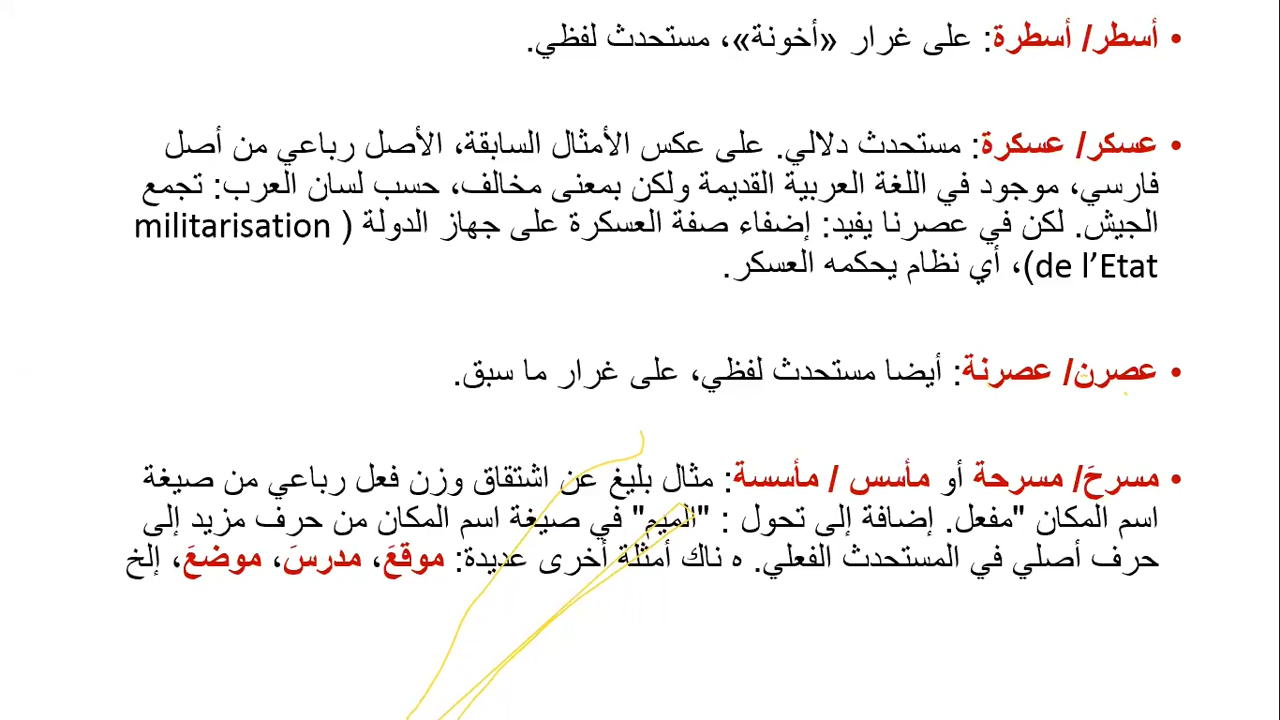 • أسطر/ أسطرة: على غرار «أخونة»، مستحدث لفظي.
• عسكر/ عسكرة: مستحدث دلالي. على عكس الأمثال السابقة، الأصل رباعي من أصل
فارسي، موجود في اللغة العربية القديمة ولكن بمعنى مخالف، حسب لسان العرب: تجمع
الجيش. لكن في عصرنا يفيد: إضفاء صفة العسكرة على جهاز الدولة ( militarisation
de l’Etat)، أي نظام يحكمه العسكر.
• عصرن/ عصرنة: أيضا مستحدث لفظي، على غرار ما سبق.
• مسرحَ/ مسرحة أو مأسس / مأسسة: مثال بليغ عن اشتقاق وزن فعل رباعي من صيغة
اسم المكان "مفعل. إضافة إلى تحول : "الميم" في صيغة اسم المكان من حرف مزيد إلى
حرف أصلي في المستحدث الفعلي. ه ناك أمثلة أخرى عديدة: موقعَ، مدرسَ، موضعَ، إلخ